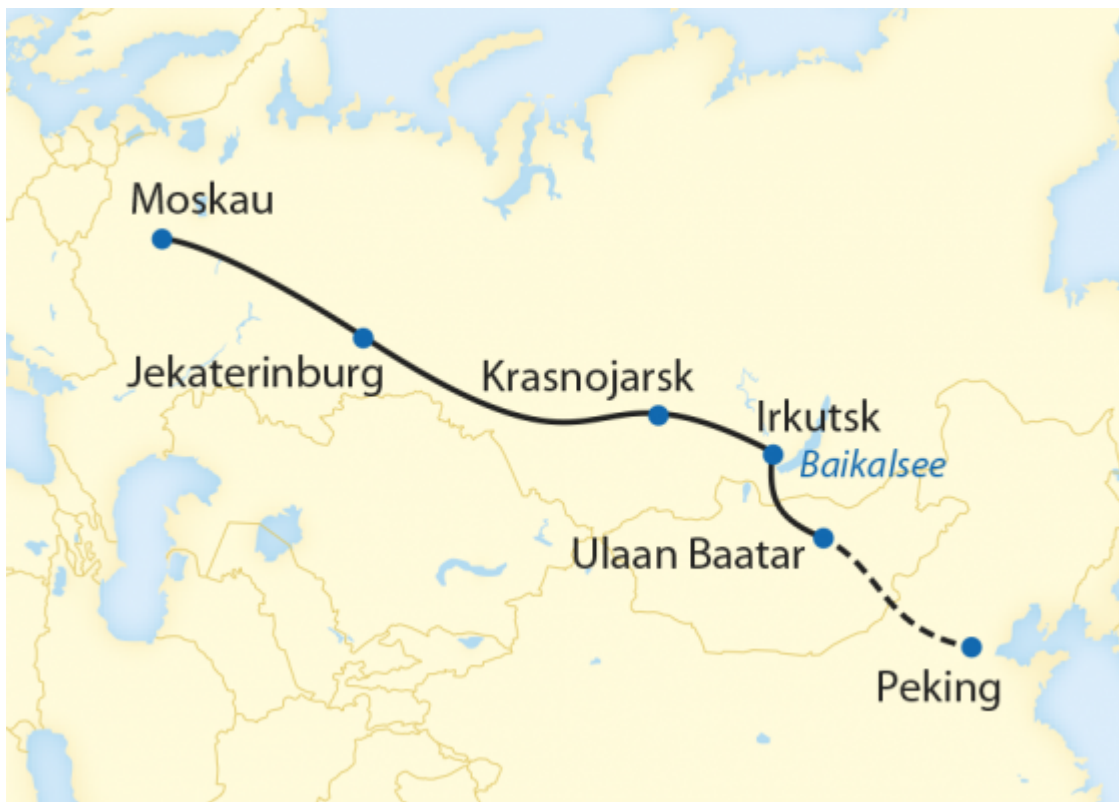 Moskau
Jekaterinburg
Krasnojarsk
Irkutsk
Baikalsee
Ulaan Baatar
Peking